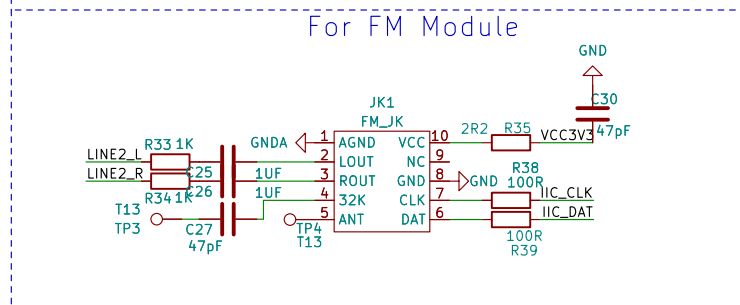 For FM Module
GND
JK1
FM_JK
C30
47pF
VCC3V3
2R2
R35
GNDA
1
AGND
VCC
10
R33
1K
LINE2_L
2
LOUT
NC
9
C25
LINE2_R
3
ROUT
GND
8
GND
1UF
R34
1K
C26
1UF
4
32K
CLK
7
R38
100R
IIC_CLK
T13
TP3
C27
47pF
5
ANT
DAT
6
TP4
T13
IIC_DAT
100R
R39